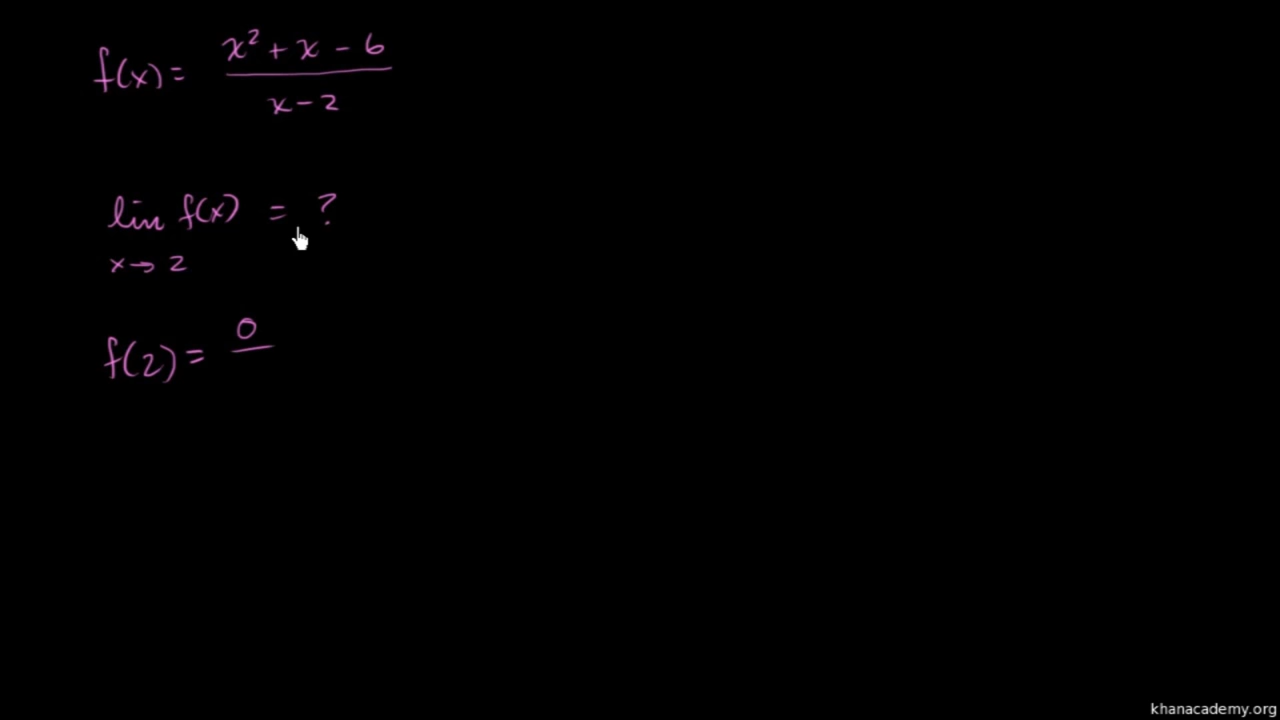 f(x) = x² + x - 6 / x - 2
lim f(x) = ?
x → 2
f(2) = 0 /
khanacademy.org